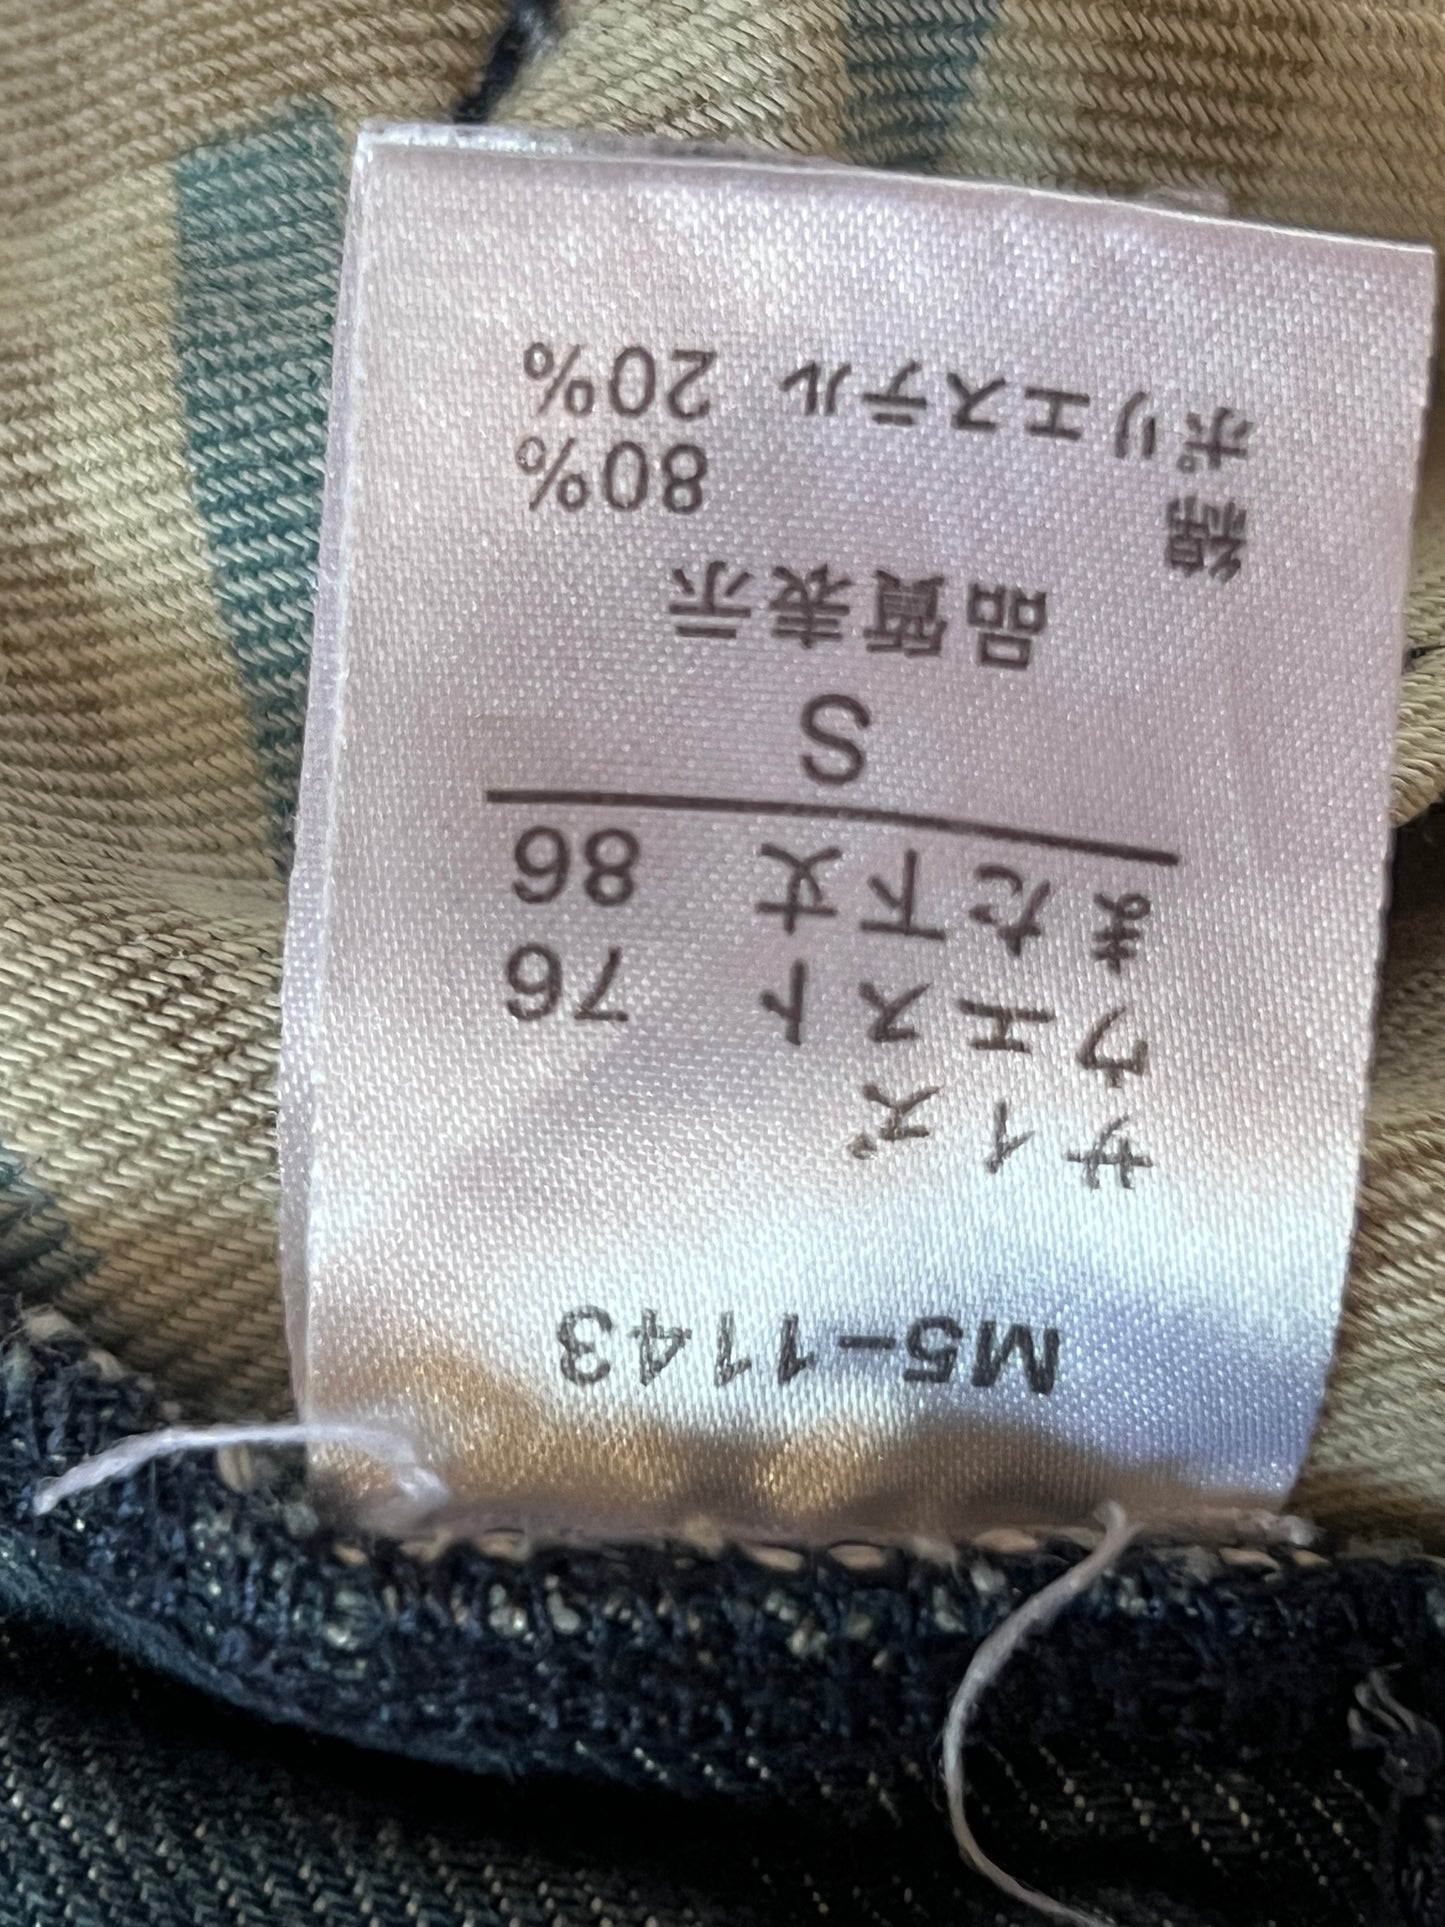 M5-1143
サイズ
ウエスト 76
また下丈 86
S
品質表示
綿 80%
ポリエステル 20%